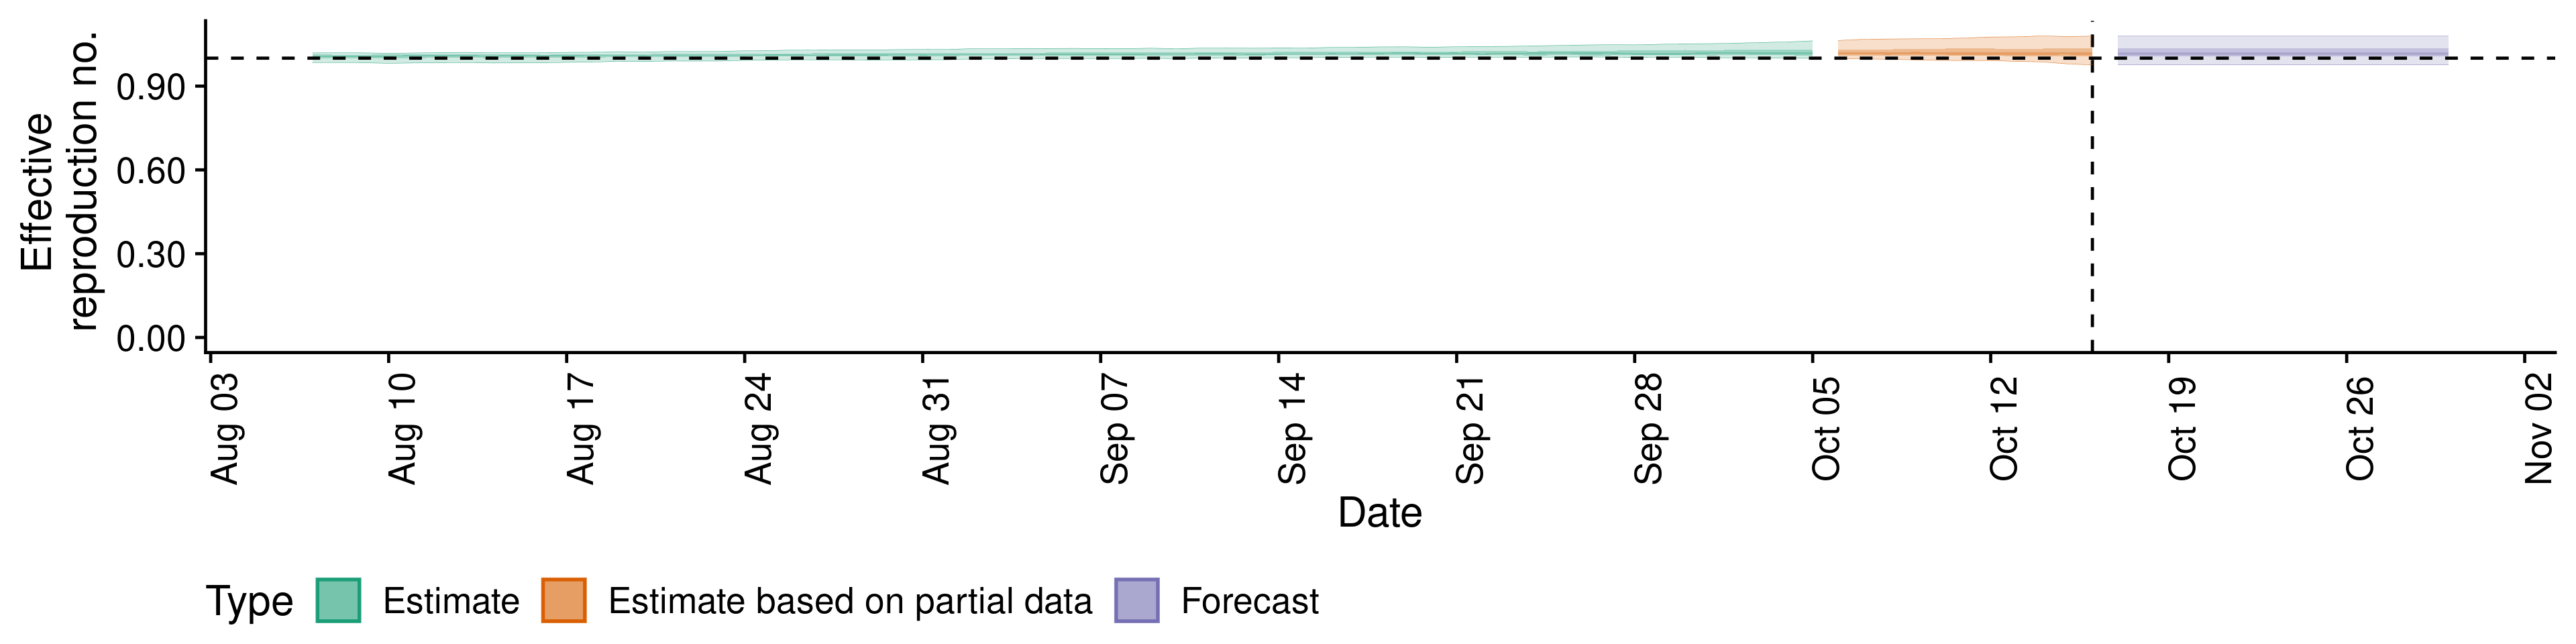 Effective
reproduction no.
0.90
0.60
0.30
0.00
Aug 03
Aug 10
Aug 17
Aug 24
Aug 31
Sep 07
Sep 14
Sep 21
Sep 28
Oct 05
Oct 12
Oct 19
Oct 26
Nov 02
Date
Type Estimate Estimate based on partial data Forecast